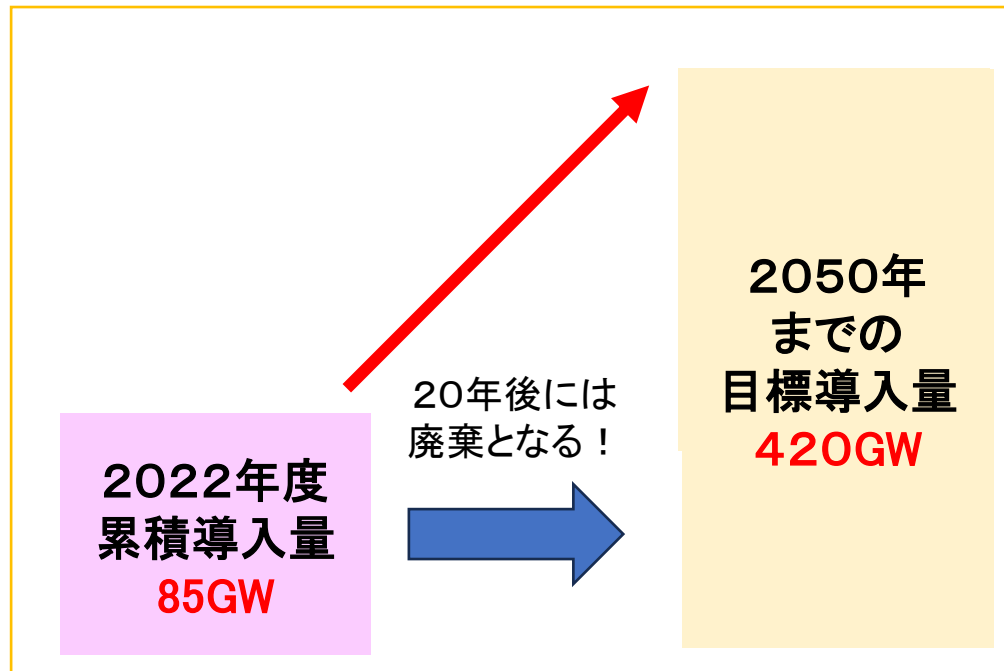 ２０２２年度
累積導入量
85GW
２０年後には
廃棄となる！
２０５０年
までの
目標導入量
４２０GW